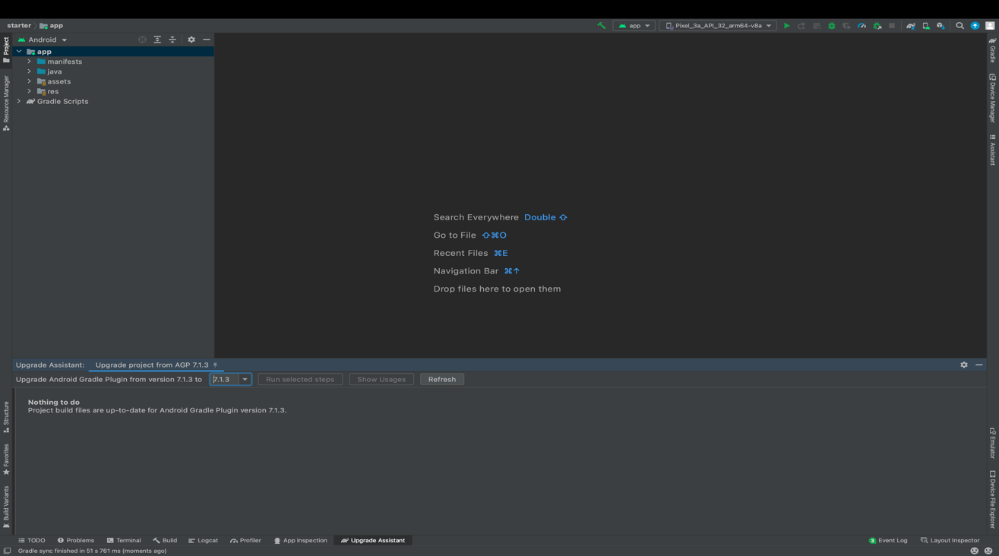 starter
app
app
Pixel_3a_API_32_arm64-v8a
Project
Resource Manager
Structure
Favorites
Build Variants
Android
app
manifests
java
assets
res
Gradle Scripts
Search Everywhere Double ⇧
Go to File ⇧⌘O
Recent Files ⌘E
Navigation Bar ⌘↑
Drop files here to open them
Gradle
Device Manager
Assistant
Emulator
Device File Explorer
Upgrade Assistant: Upgrade project from AGP 7.1.3
Upgrade Android Gradle Plugin from version 7.1.3 to 7.1.3 Run selected steps Show Usages Refresh
Nothing to do
Project build files are up-to-date for Android Gradle Plugin version 7.1.3.
TODO Problems Terminal Build Logcat Profiler App Inspection Upgrade Assistant 3 Event Log Layout Inspector
Gradle sync finished in 51 s 761 ms (moments ago)